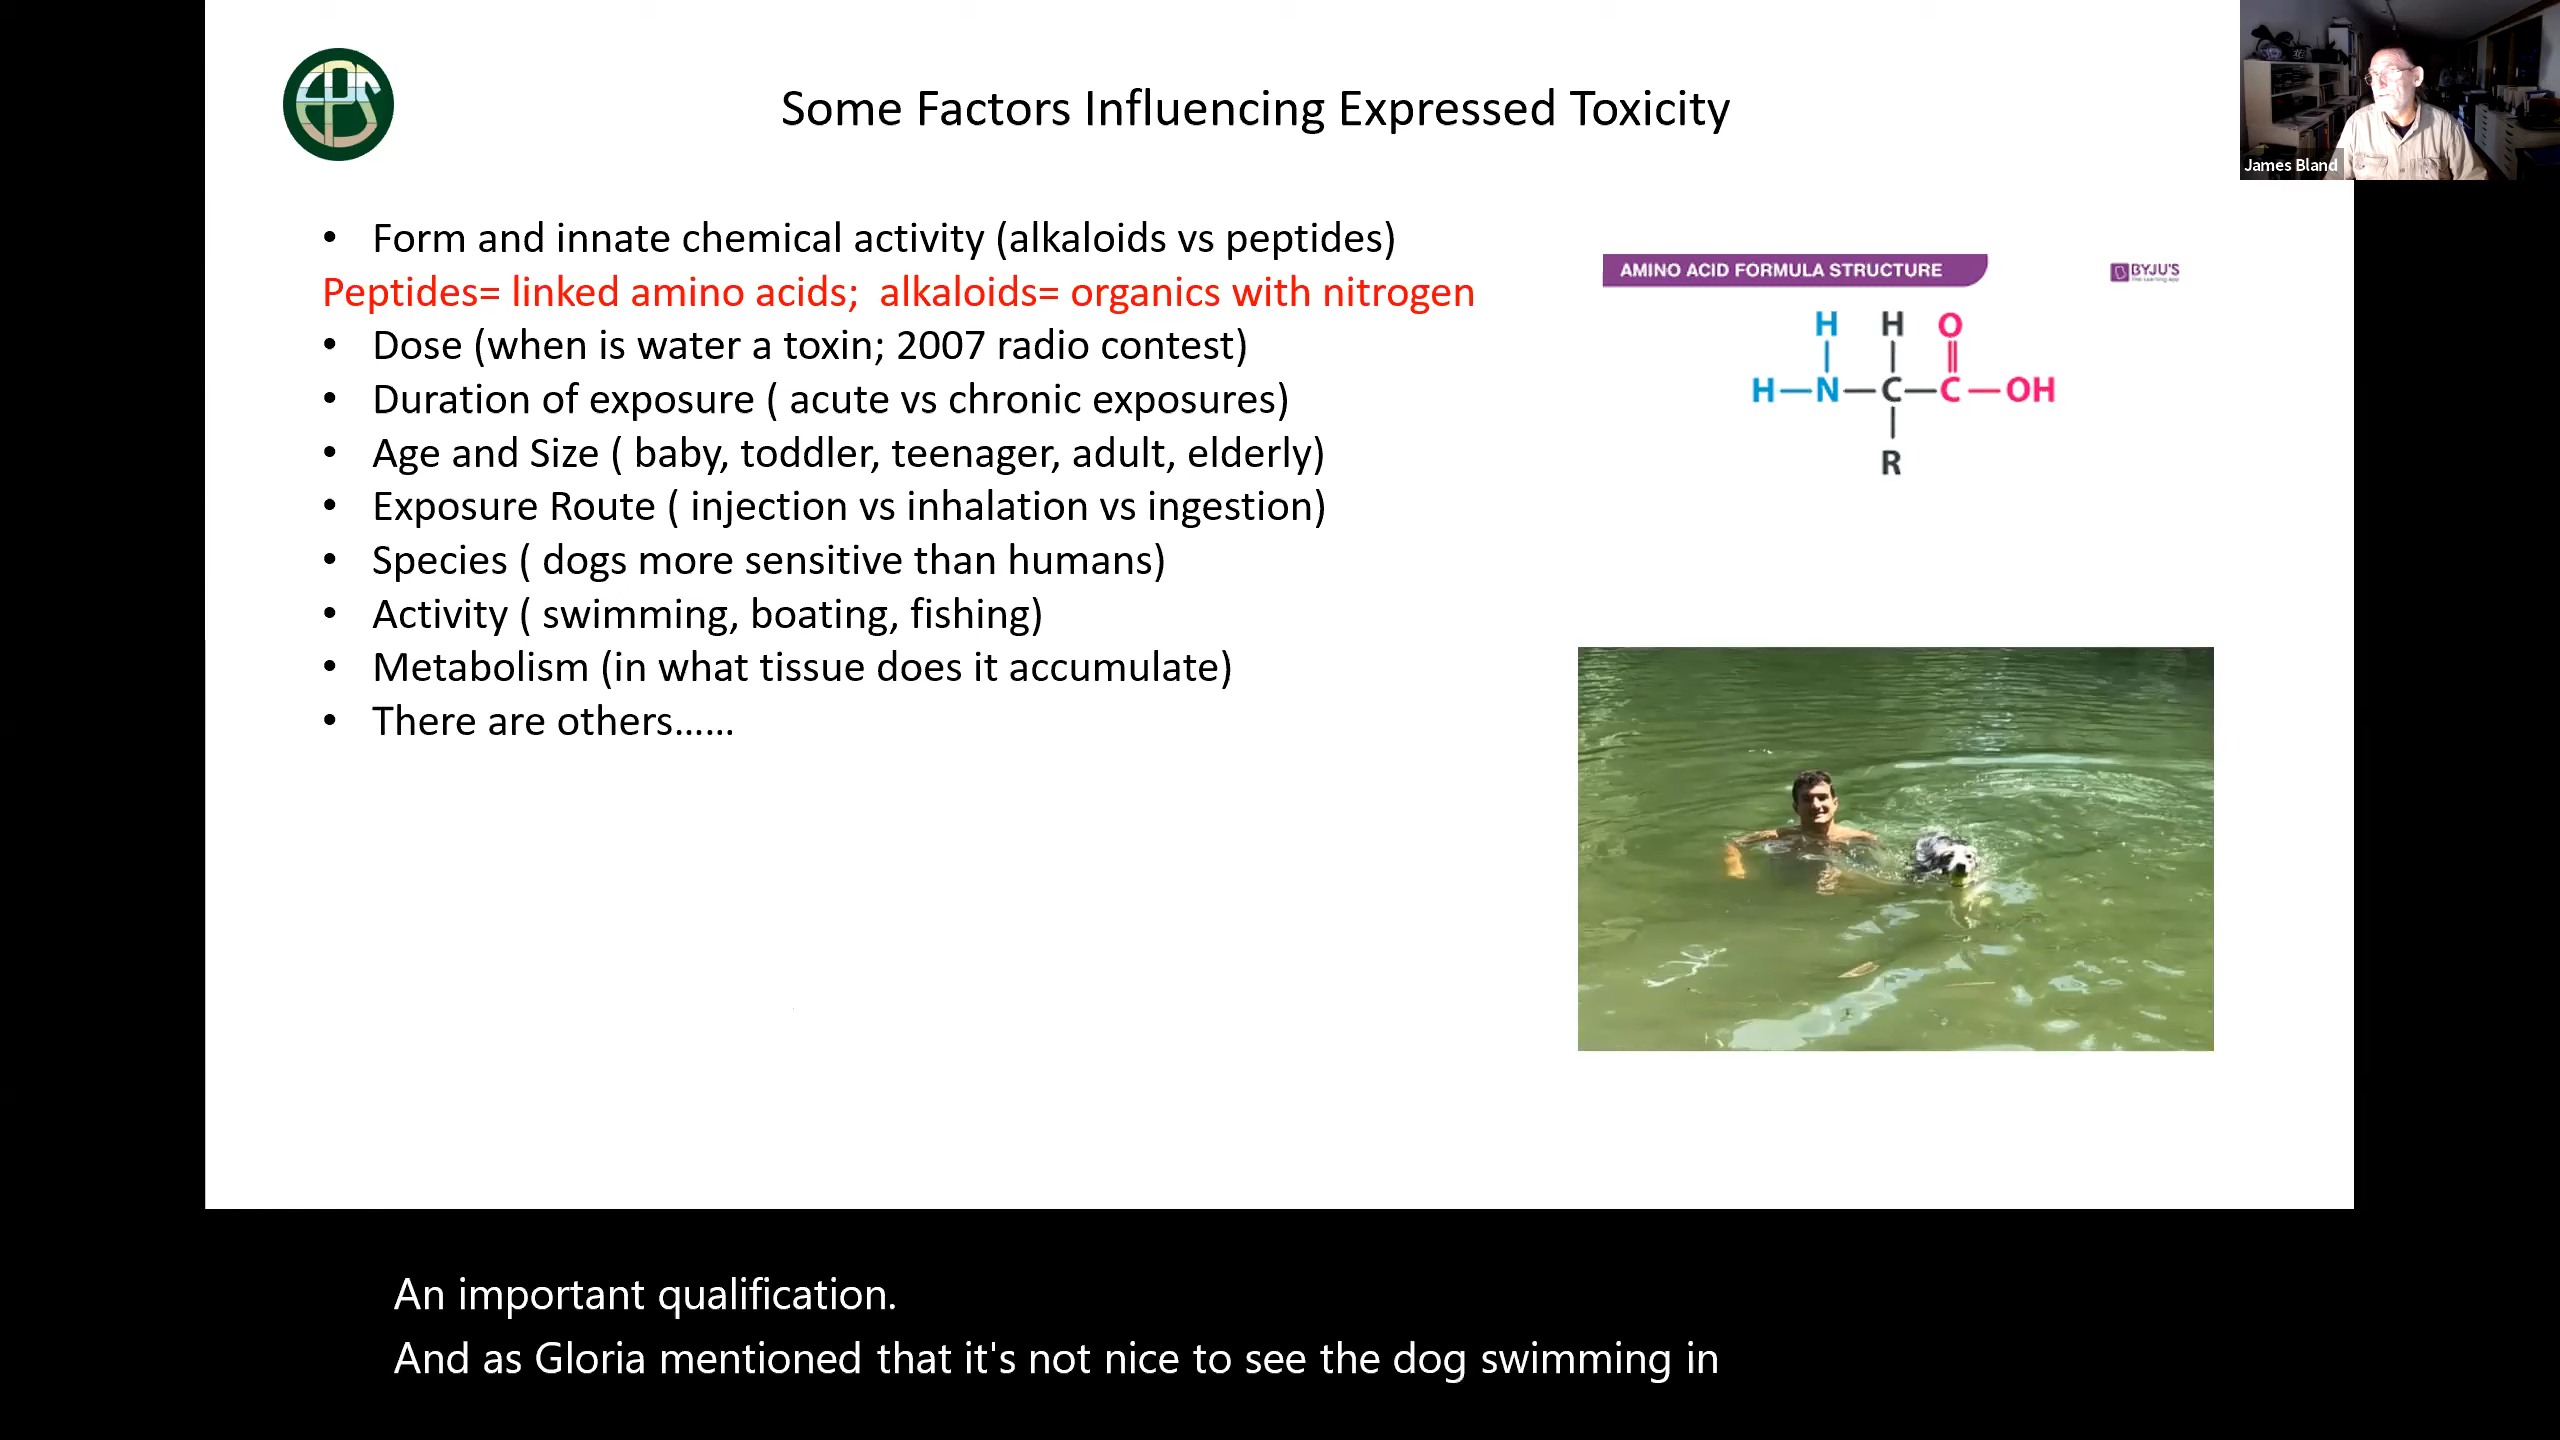 Some Factors Influencing Expressed Toxicity
James Bland
• Form and innate chemical activity (alkaloids vs peptides)
Peptides= linked amino acids;  alkaloids= organics with nitrogen
• Dose (when is water a toxin; 2007 radio contest)
• Duration of exposure ( acute vs chronic exposures)
• Age and Size ( baby, toddler, teenager, adult, elderly)
• Exposure Route ( injection vs inhalation vs ingestion)
• Species ( dogs more sensitive than humans)
• Activity ( swimming, boating, fishing)
• Metabolism (in what tissue does it accumulate)
• There are others......
AMINO ACID FORMULA STRUCTURE
BYJU'S
The Learning App
H H O
H—N—C—C—OH
R
An important qualification.
And as Gloria mentioned that it's not nice to see the dog swimming in